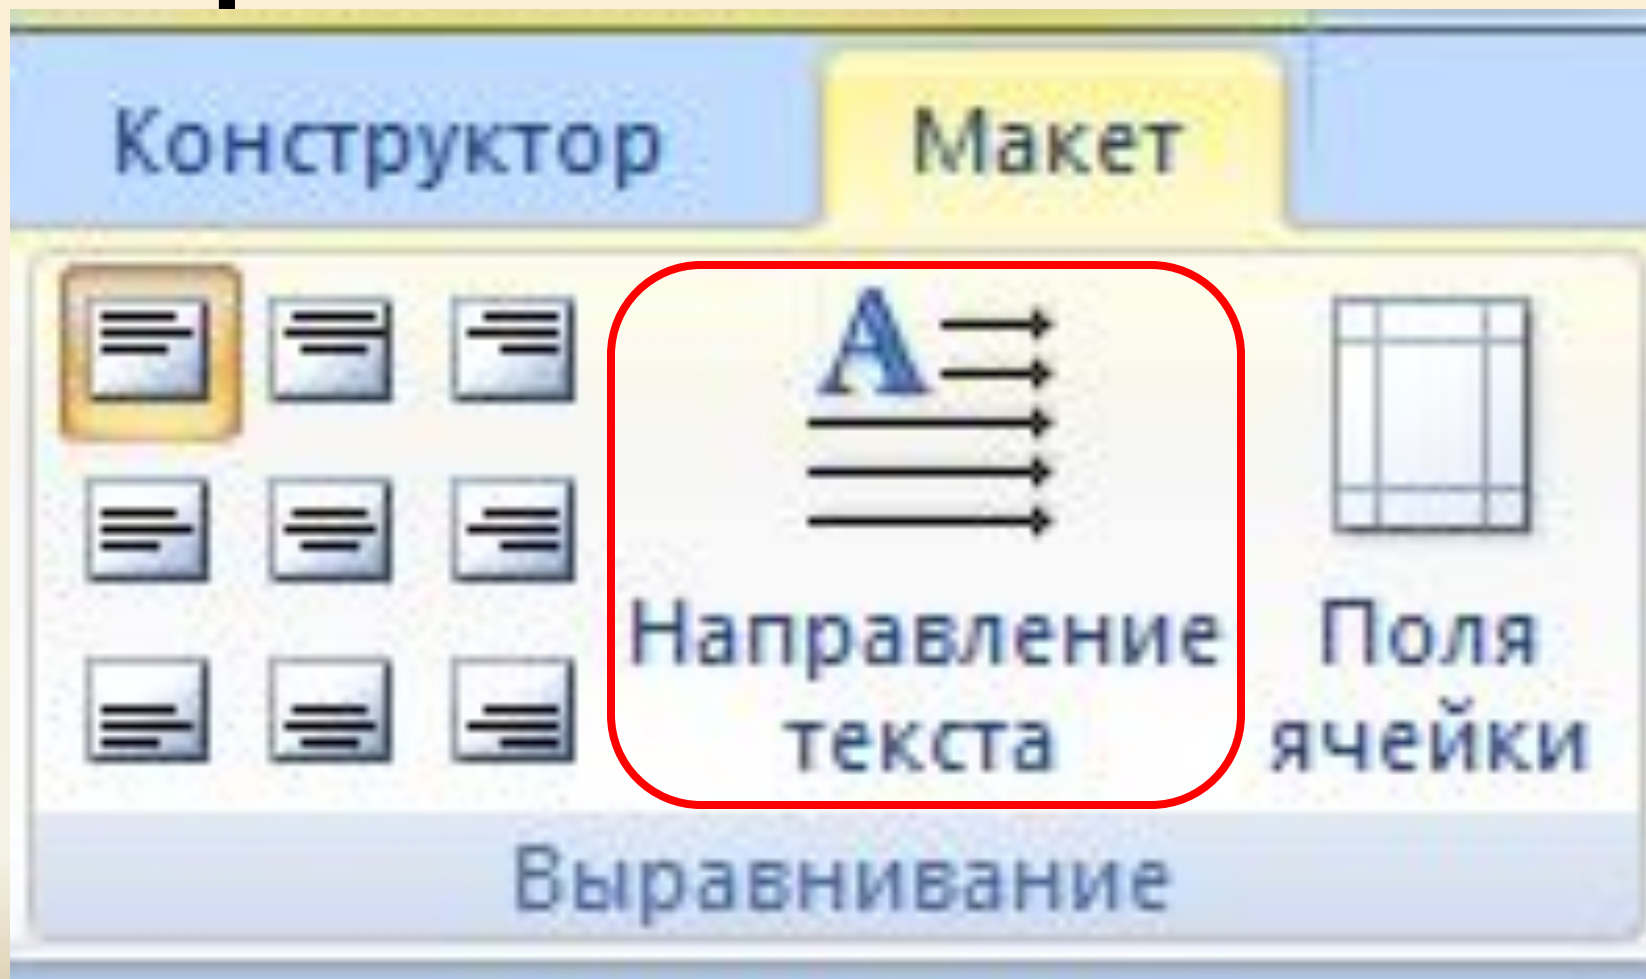 Конструктор Макет
Направление
текста
Поля
ячейки
Выравнивание